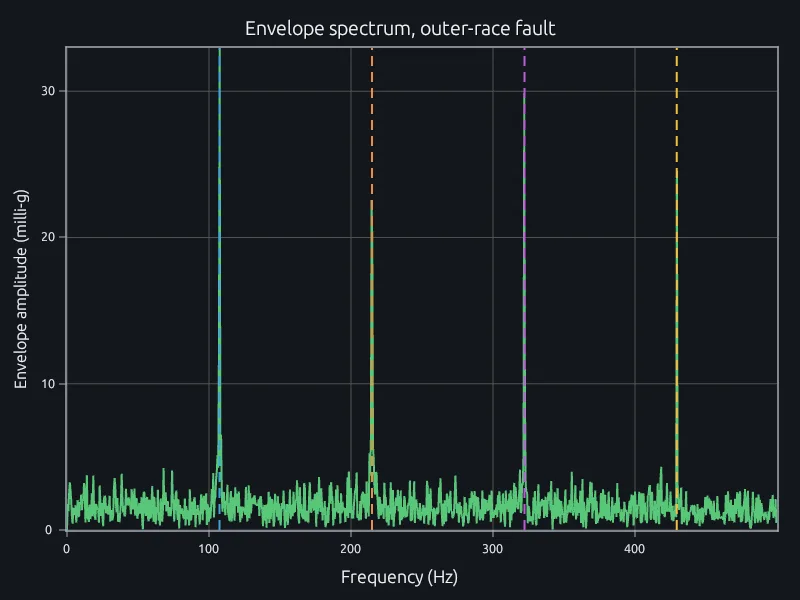 Envelope spectrum, outer-race fault
Envelope amplitude (milli-g)
30
20
10
0
0 100 200 300 400
Frequency (Hz)